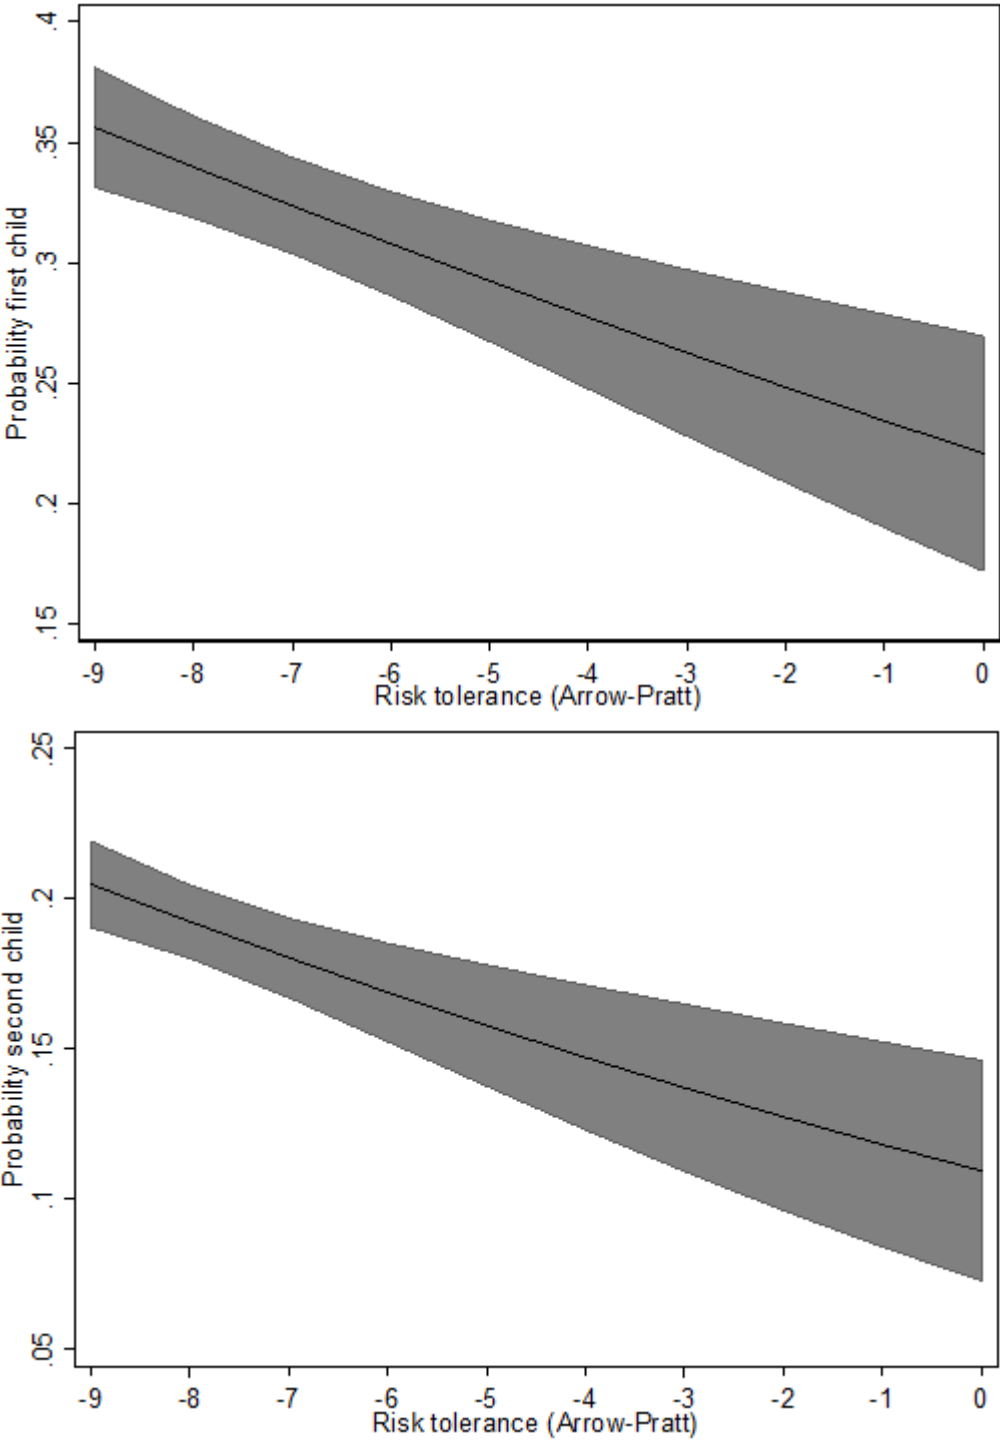 .4
.35
.3
.25
.2
.15
Probability first child
-9 -8 -7 -6 -5 -4 -3 -2 -1 0
Risk tolerance (Arrow-Pratt)
.25
.2
.15
.1
.05
Probability second child
-9 -8 -7 -6 -5 -4 -3 -2 -1 0
Risk tolerance (Arrow-Pratt)